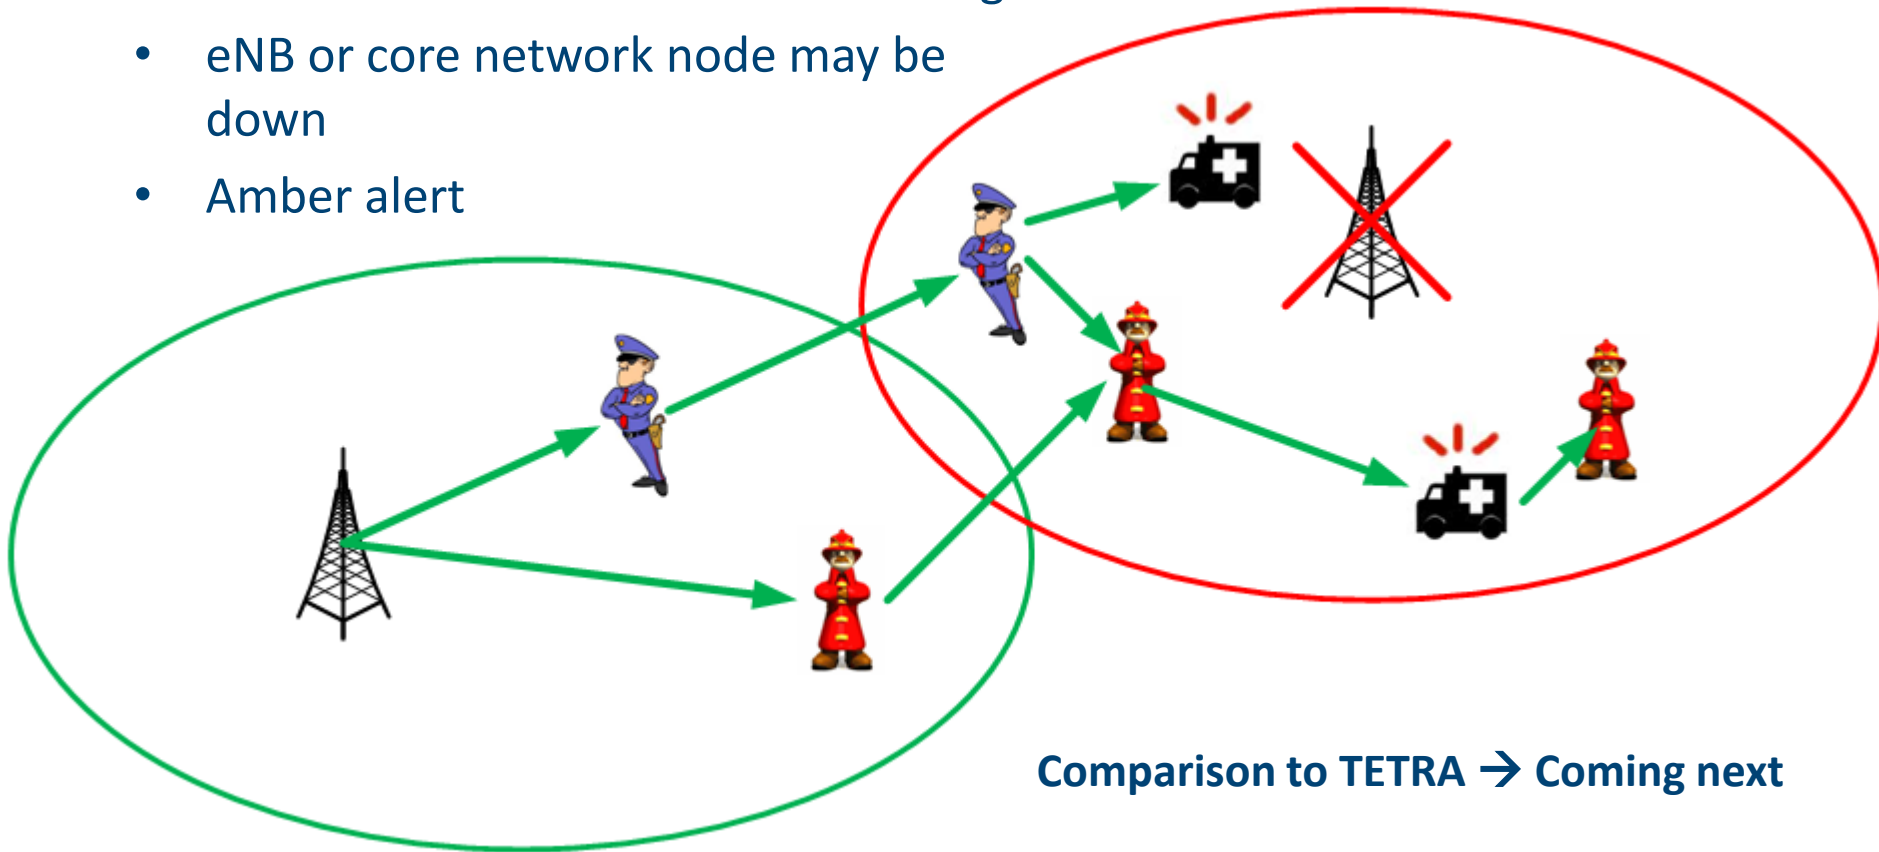 • eNB or core network node may be
down
• Amber alert
Comparison to TETRA → Coming next